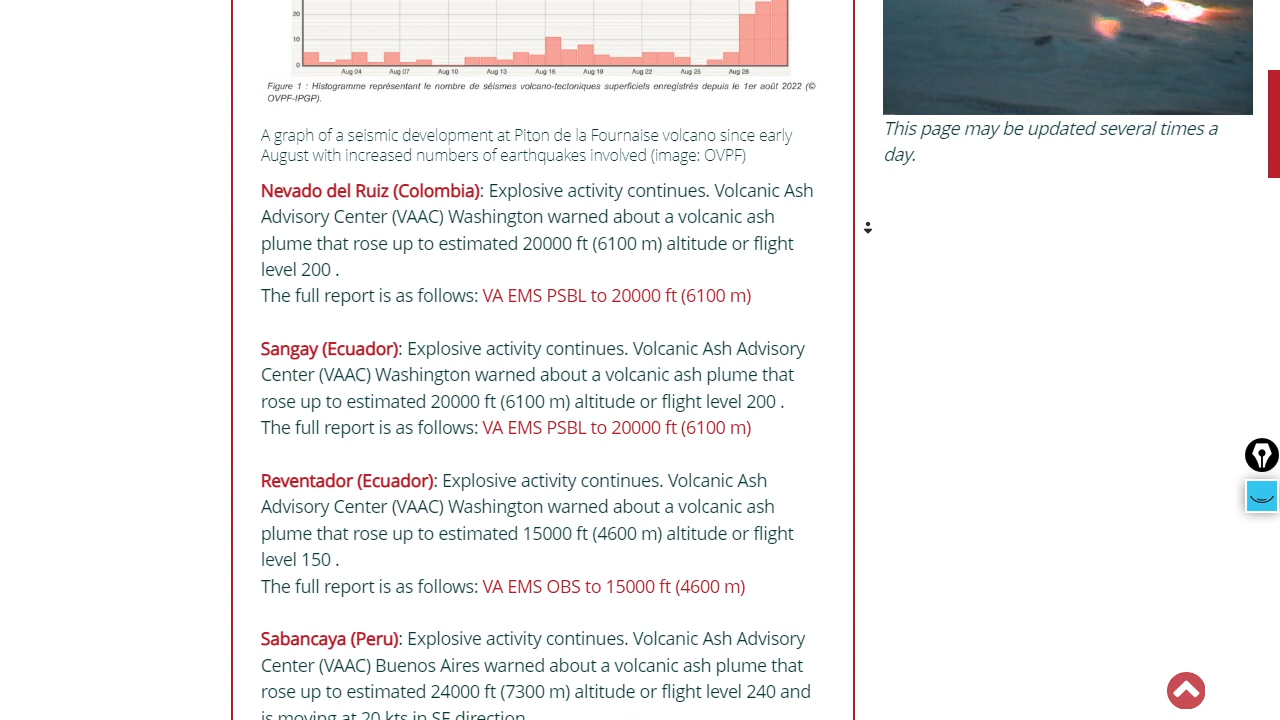 20
10
0
Aug 04 Aug 07 Aug 10 Aug 13 Aug 16 Aug 19 Aug 22 Aug 25 Aug 28
Figure 1 : Histogramme représentant le nombre de séismes volcano-tectoniques superficiels enregistrés depuis le 1er août 2022 (©
OVPF-IPGP).
A graph of a seismic development at Piton de la Fournaise volcano since early
August with increased numbers of earthquakes involved (image: OVPF)
Nevado del Ruiz (Colombia): Explosive activity continues. Volcanic Ash
Advisory Center (VAAC) Washington warned about a volcanic ash
plume that rose up to estimated 20000 ft (6100 m) altitude or flight
level 200 .
The full report is as follows: VA EMS PSBL to 20000 ft (6100 m)
Sangay (Ecuador): Explosive activity continues. Volcanic Ash Advisory
Center (VAAC) Washington warned about a volcanic ash plume that
rose up to estimated 20000 ft (6100 m) altitude or flight level 200 .
The full report is as follows: VA EMS PSBL to 20000 ft (6100 m)
Reventador (Ecuador): Explosive activity continues. Volcanic Ash
Advisory Center (VAAC) Washington warned about a volcanic ash
plume that rose up to estimated 15000 ft (4600 m) altitude or flight
level 150 .
The full report is as follows: VA EMS OBS to 15000 ft (4600 m)
Sabancaya (Peru): Explosive activity continues. Volcanic Ash Advisory
Center (VAAC) Buenos Aires warned about a volcanic ash plume that
rose up to estimated 24000 ft (7300 m) altitude or flight level 240 and
is moving at 20 kts in SE direction.
This page may be updated several times a
day.